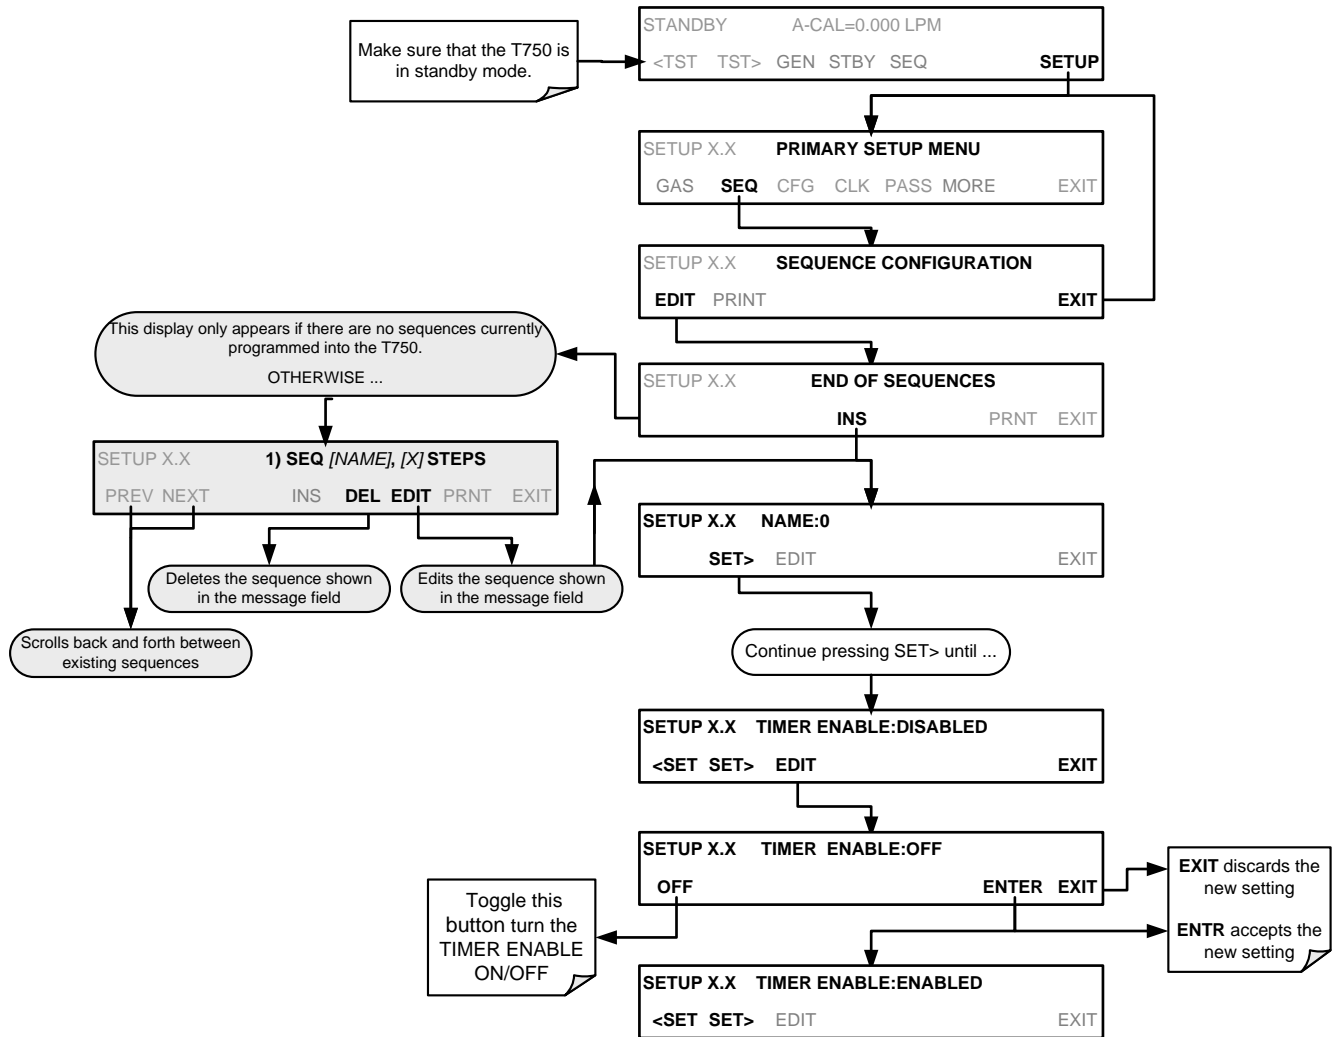 Make sure that the T750 is
in standby mode.
STANDBY A-CAL=0.000 LPM
<TST TST> GEN STBY SEQ SETUP
SETUP X.X PRIMARY SETUP MENU
GAS SEQ CFG CLK PASS MORE EXIT
SETUP X.X SEQUENCE CONFIGURATION
EDIT PRINT EXIT
This display only appears if there are no sequences currently
programmed into the T750.
OTHERWISE ...
SETUP X.X END OF SEQUENCES
INS PRNT EXIT
SETUP X.X 1) SEQ [NAME], [X] STEPS
PREV NEXT INS DEL EDIT PRNT EXIT
Deletes the sequence shown
in the message field
Edits the sequence shown
in the message field
Scrolls back and forth between
existing sequences
SETUP X.X NAME:0
SET> EDIT EXIT
Continue pressing SET> until ...
SETUP X.X TIMER ENABLE:DISABLED
<SET SET> EDIT EXIT
SETUP X.X TIMER ENABLE:OFF
OFF ENTER EXIT
Toggle this
button turn the
TIMER ENABLE
ON/OFF
EXIT discards the
new setting
ENTR accepts the
new setting
SETUP X.X TIMER ENABLE:ENABLED
<SET SET> EDIT EXIT